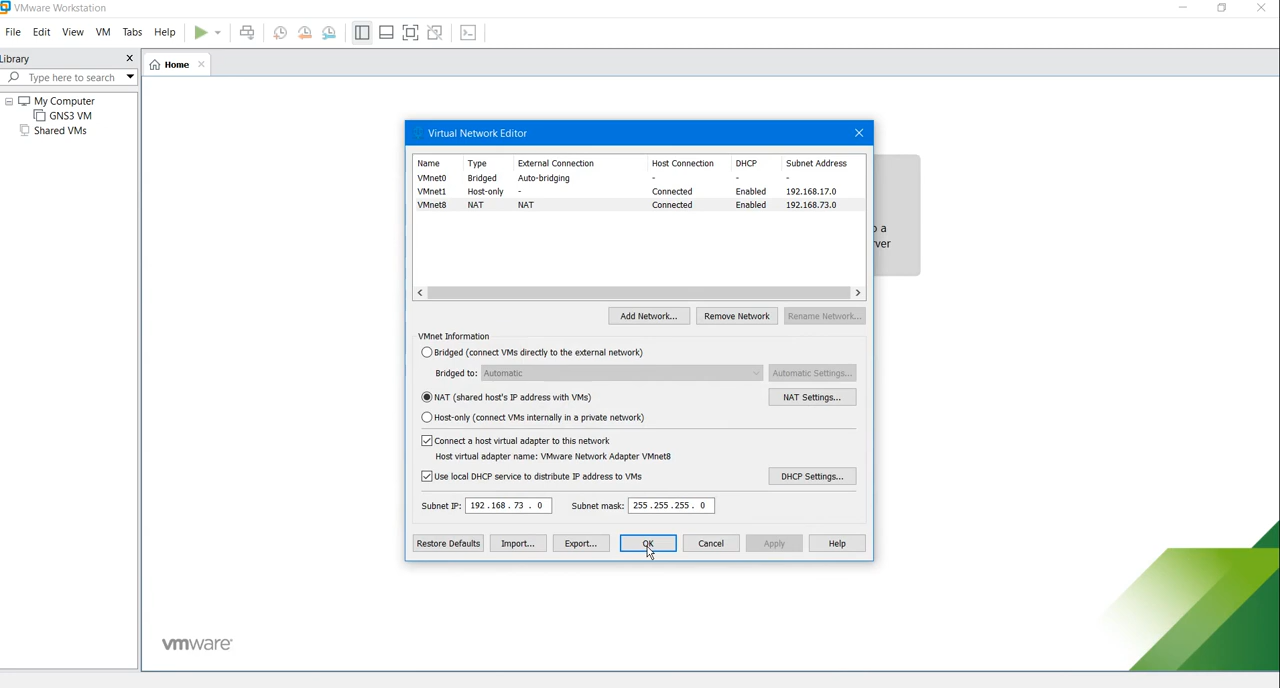 VMware Workstation
File Edit View VM Tabs Help
Library
Type here to search
Home
My Computer
GNS3 VM
Shared VMs
Virtual Network Editor
Name Type External Connection Host Connection DHCP Subnet Address
VMnet0 Bridged Auto-bridging - - -
VMnet1 Host-only - Connected Enabled 192.168.17.0
VMnet8 NAT NAT Connected Enabled 192.168.73.0
Add Network... Remove Network Rename Network...
VMnet Information
Bridged (connect VMs directly to the external network)
Bridged to: Automatic Automatic Settings...
NAT (shared host's IP address with VMs) NAT Settings...
Host-only (connect VMs internally in a private network)
Connect a host virtual adapter to this network
Host virtual adapter name: VMware Network Adapter VMnet8
Use local DHCP service to distribute IP address to VMs DHCP Settings...
Subnet IP: 192 . 168 . 73 . 0 Subnet mask: 255 . 255 . 255 . 0
Restore Defaults Import... Export... OK Cancel Apply Help
vmware